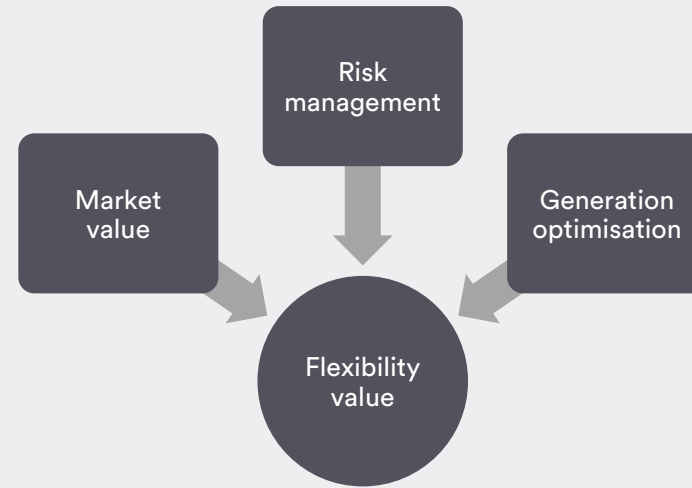 Risk
management
Market
value
Generation
optimisation
Flexibility
value